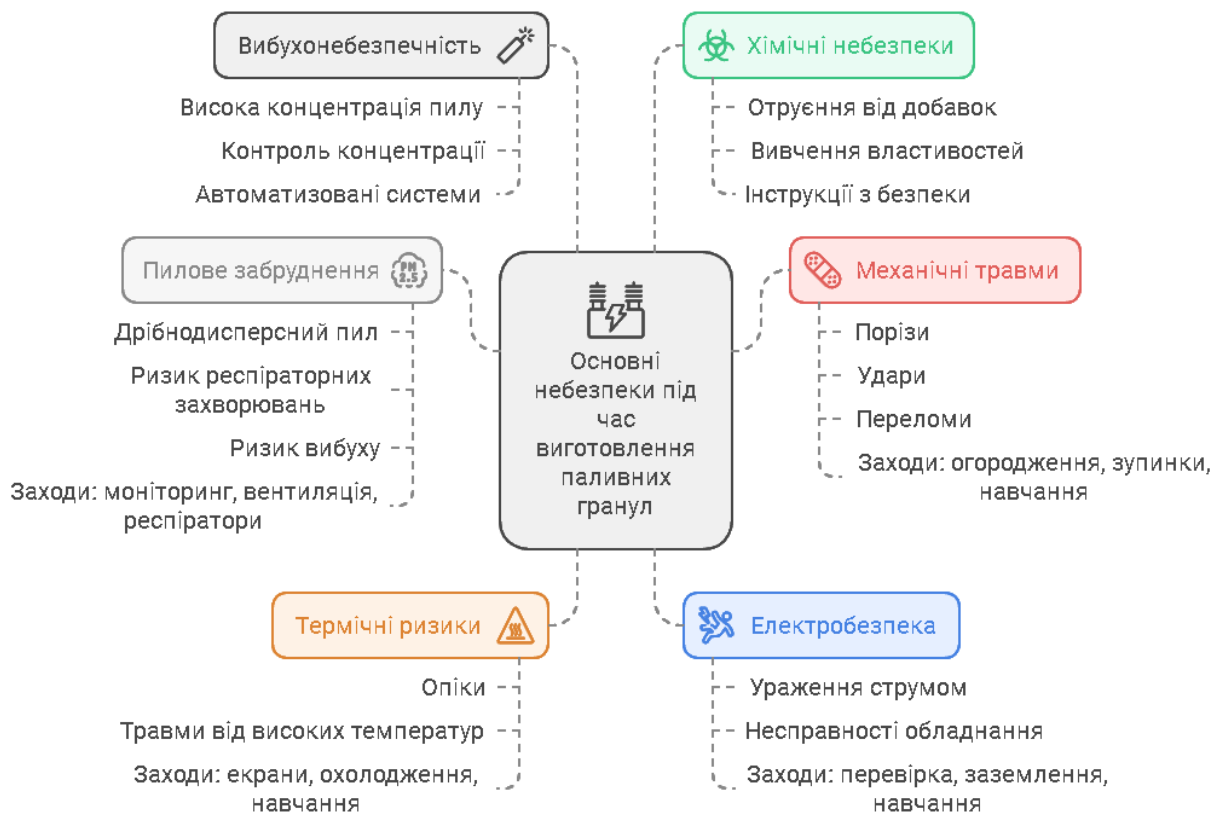 Вибухонебезпечність
Висока концентрація пилу
Контроль концентрації
Автоматизовані системи
Хімічні небезпеки
Отруєння від добавок
Вивчення властивостей
Інструкції з безпеки
Пилове забруднення
PM
2.5
Дрібнодисперсний пил
Ризик респіраторних
захворювань
Ризик вибуху
Заходи: моніторинг, вентиляція,
респіратори
Основні
небезпеки під
час
виготовлення
паливних
гранул
Механічні травми
Порізи
Удари
Переломи
Заходи: огородження, зупинки,
навчання
Термічні ризики
Опіки
Травми від високих температур
Заходи: екрани, охолодження,
навчання
Електробезпека
Ураження струмом
Несправності обладнання
Заходи: перевірка, заземлення,
навчання